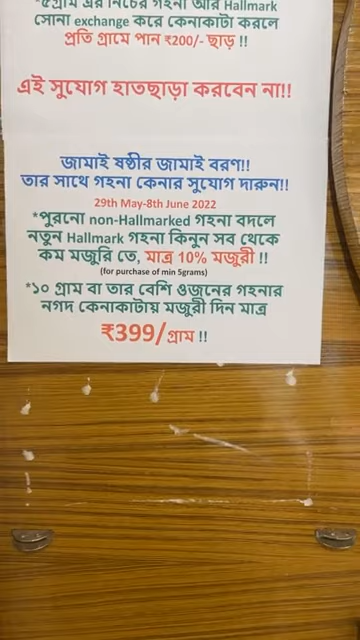 *৫গ্রাম এর নিচের গহনা আর Hallmark
সোনা exchange করে কেনাকাটা করলে
প্রতি গ্রামে পান ₹200/- ছাড় !!
এই সুযোগ হাতছাড়া করবেন না!!
জামাই ষষ্ঠীর জামাই বরণ!!
তার সাথে গহনা কেনার সুযোগ দারুন!!
29th May-8th June 2022
*পুরনো non-Hallmarked গহনা বদলে
নতুন Hallmark গহনা কিনুন সব থেকে
কম মজুরি তে, মাত্র 10% মজুরী !!
(for purchase of min 5grams)
*১০ গ্রাম বা তার বেশি ওজনের গহনার
নগদ কেনাকাটায় মজুরী দিন মাত্র
₹399/গ্রাম !!